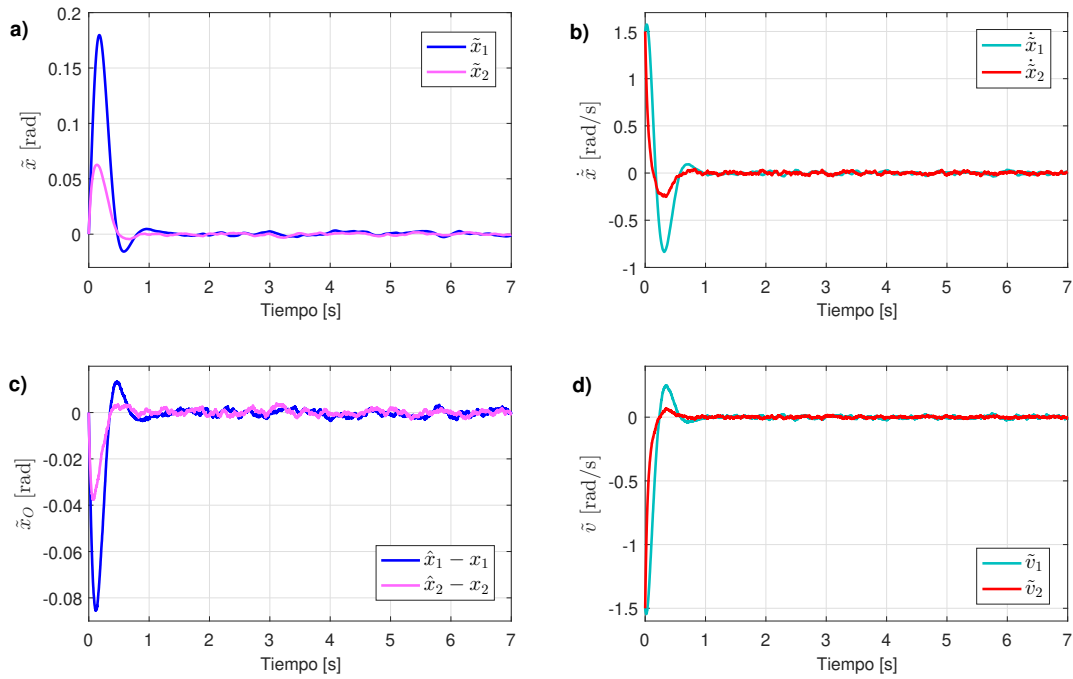 a)
0.2
0.15
0.1
0.05
0
x̃ [rad]
x̃₁
x̃₂
0 1 2 3 4 5 6 7
Tiempo [s]
b)
1.5
1
0.5
0
-0.5
-1
ẋ̃ [rad/s]
ẋ̃₁
ẋ̃₂
0 1 2 3 4 5 6 7
Tiempo [s]
c)
0
-0.02
-0.04
-0.06
-0.08
x̃_O [rad]
x̂₁ − x₁
x̂₂ − x₂
0 1 2 3 4 5 6 7
Tiempo [s]
d)
0
-0.5
-1
-1.5
ṽ [rad/s]
ṽ₁
ṽ₂
0 1 2 3 4 5 6 7
Tiempo [s]